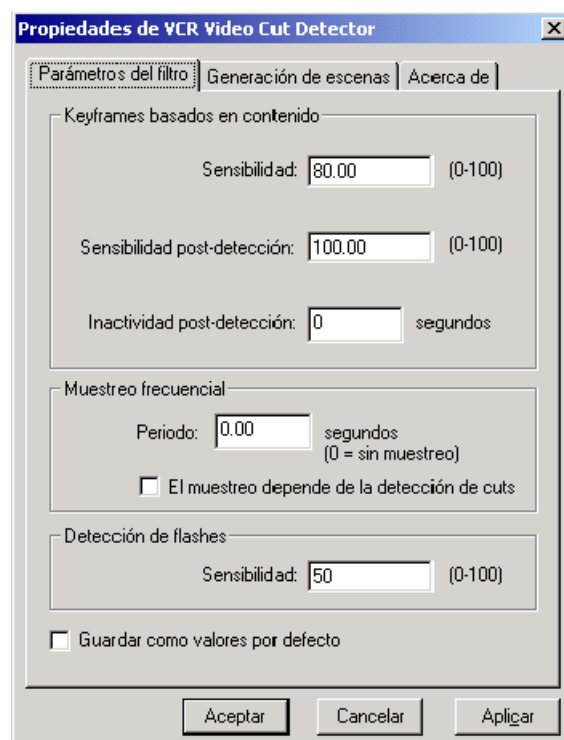 Propiedades de VCR Video Cut Detector
Parámetros del filtro Generación de escenas Acerca de
Keyframes basados en contenido
Sensibilidad: 80.00 (0-100)
Sensibilidad post-detección: 100.00 (0-100)
Inactividad post-detección: 0 segundos
Muestreo frecuencial
Periodo: 0.00 segundos
(0 = sin muestreo)
El muestreo depende de la detección de cuts
Detección de flashes
Sensibilidad: 50 (0-100)
Guardar como valores por defecto
Aceptar Cancelar Aplicar